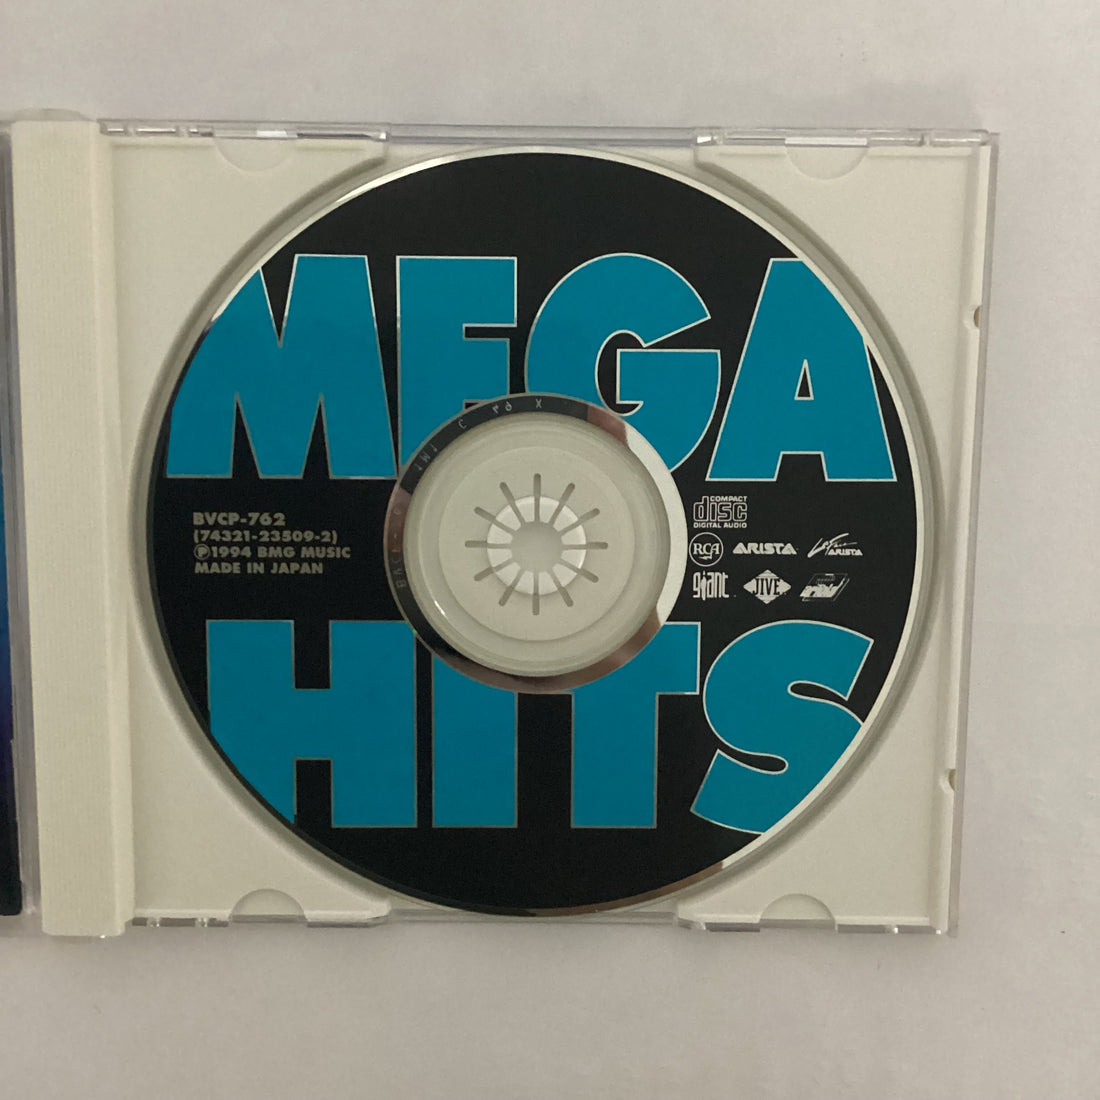 MEGA
BVCP-762
(74321-23509-2)
℗1994 BMG MUSIC
MADE IN JAPAN
COMPACT
disc
DIGITAL AUDIO
RCA ARISTA LaFace ARISTA
giant JIVE
HITS